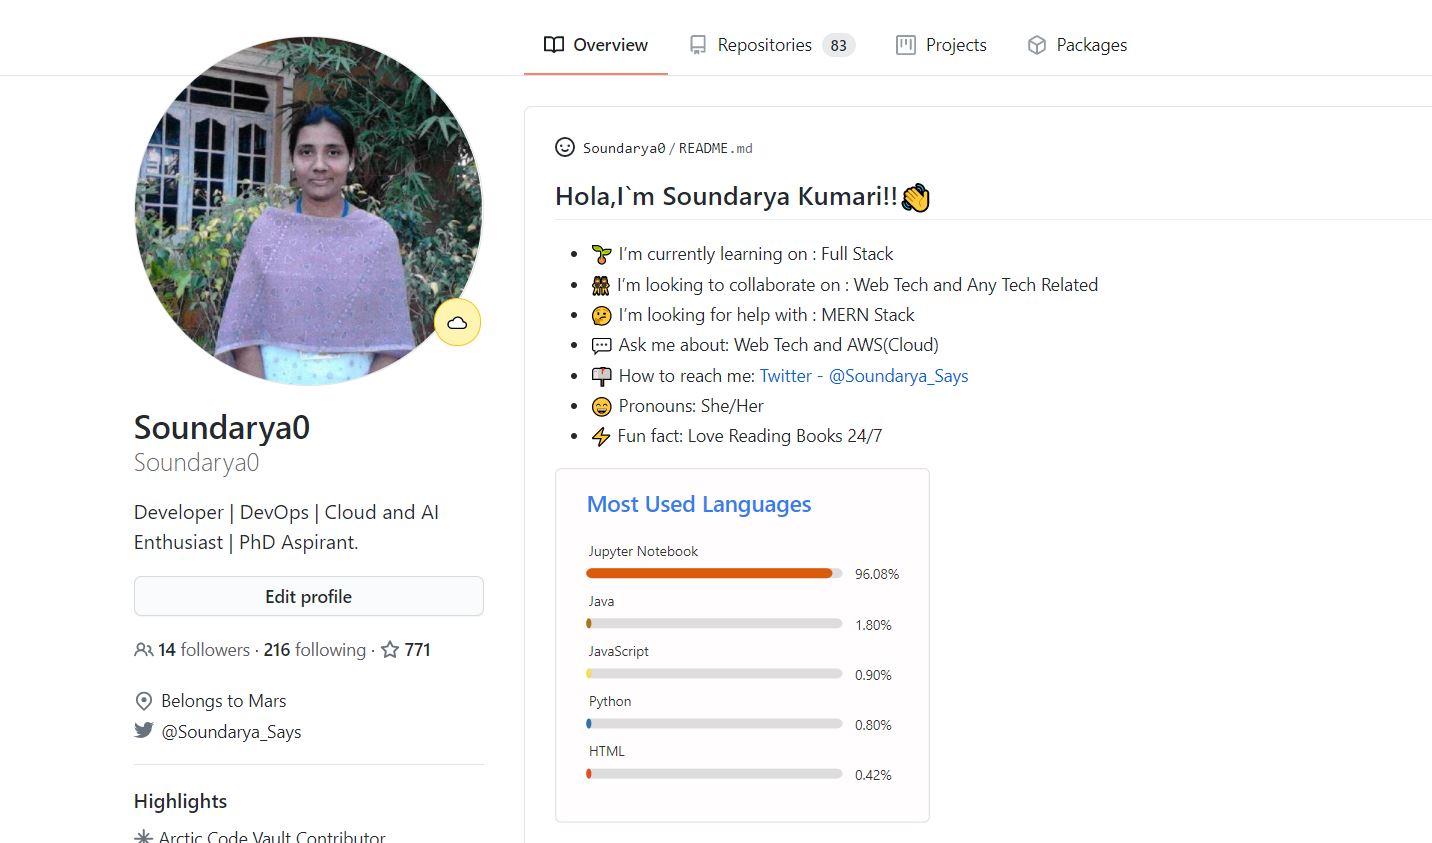 Overview
Repositories 83
Projects
Packages
Soundarya0
Soundarya0
Developer | DevOps | Cloud and AI
Enthusiast | PhD Aspirant.
Edit profile
14 followers · 216 following · 771
Belongs to Mars
@Soundarya_Says
Highlights
Arctic Code Vault Contributor
Soundarya0 / README.md
Hola,I`m Soundarya Kumari!!👋
• 🌱 I’m currently learning on : Full Stack
• 👯 I’m looking to collaborate on : Web Tech and Any Tech Related
• 🤔 I’m looking for help with : MERN Stack
• 💬 Ask me about: Web Tech and AWS(Cloud)
• 📫 How to reach me: Twitter - @Soundarya_Says
• 😄 Pronouns: She/Her
• ⚡ Fun fact: Love Reading Books 24/7
Most Used Languages
Jupyter Notebook
96.08%
Java
1.80%
JavaScript
0.90%
Python
0.80%
HTML
0.42%